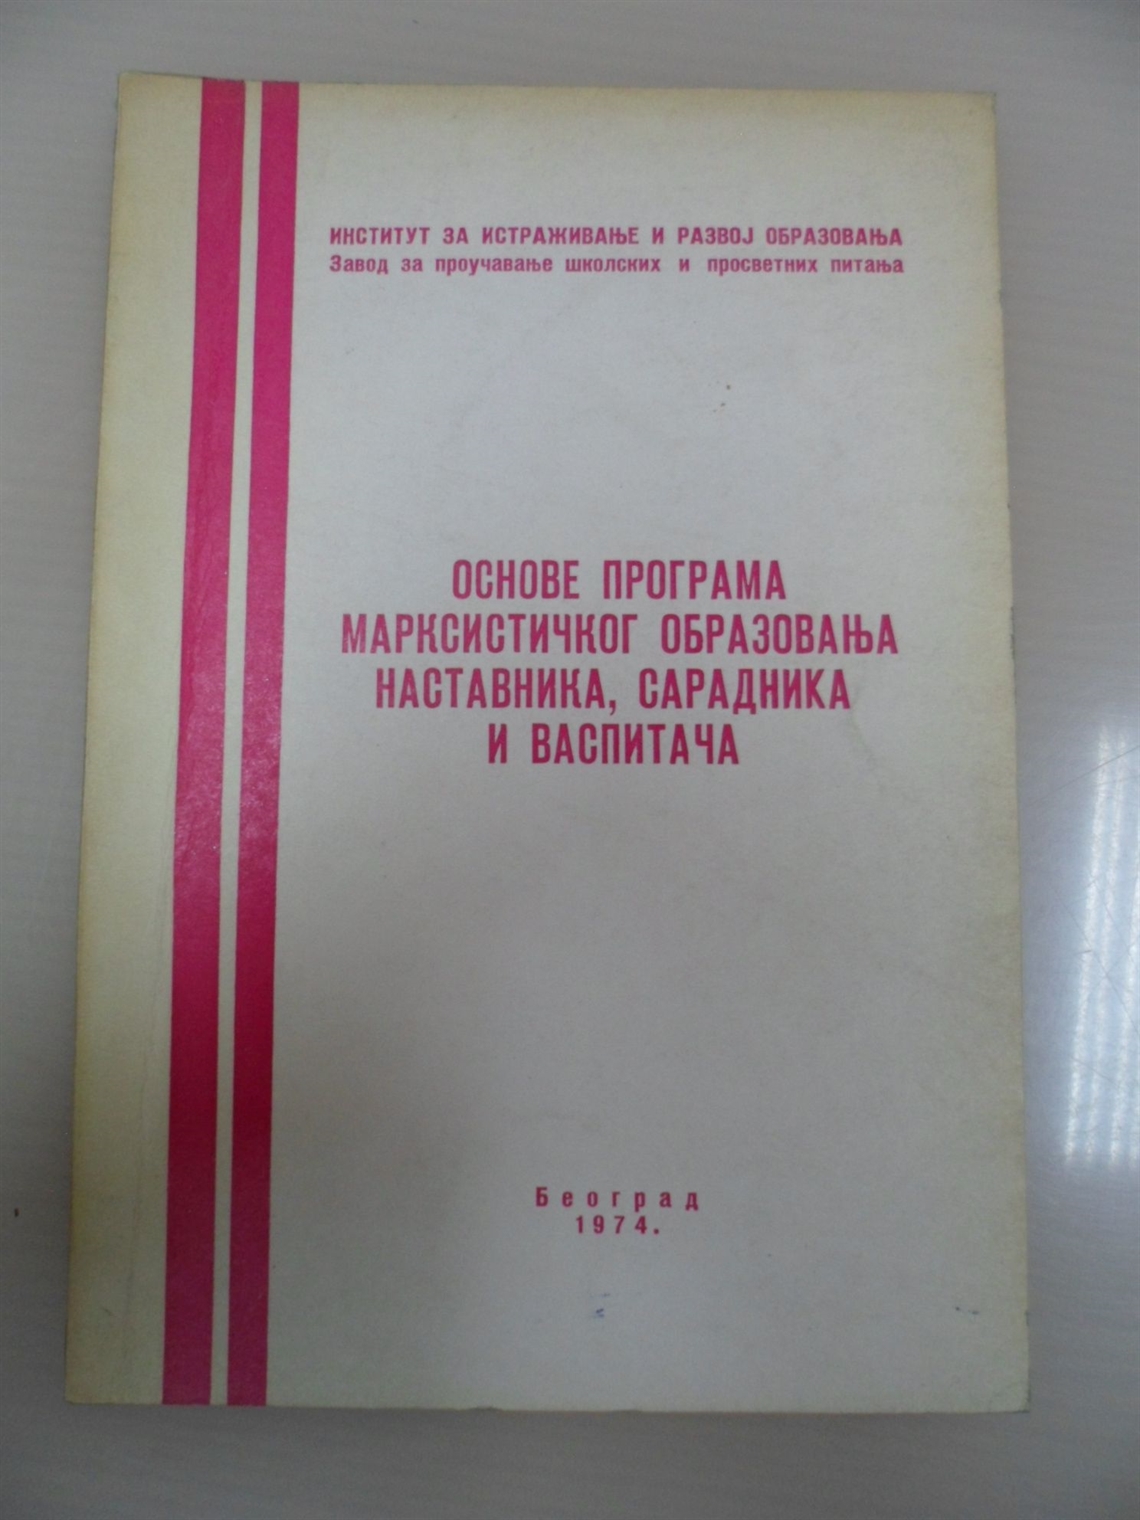 ИНСТИТУТ ЗА ИСТРАЖИВАЊЕ И РАЗВОЈ ОБРАЗОВАЊА
Завод за проучавање школских и просветних питања
ОСНОВЕ ПРОГРАМА
МАРКСИСТИЧКОГ ОБРАЗОВАЊА
НАСТАВНИКА, САРАДНИКА
И ВАСПИТАЧА
Београд
1974.